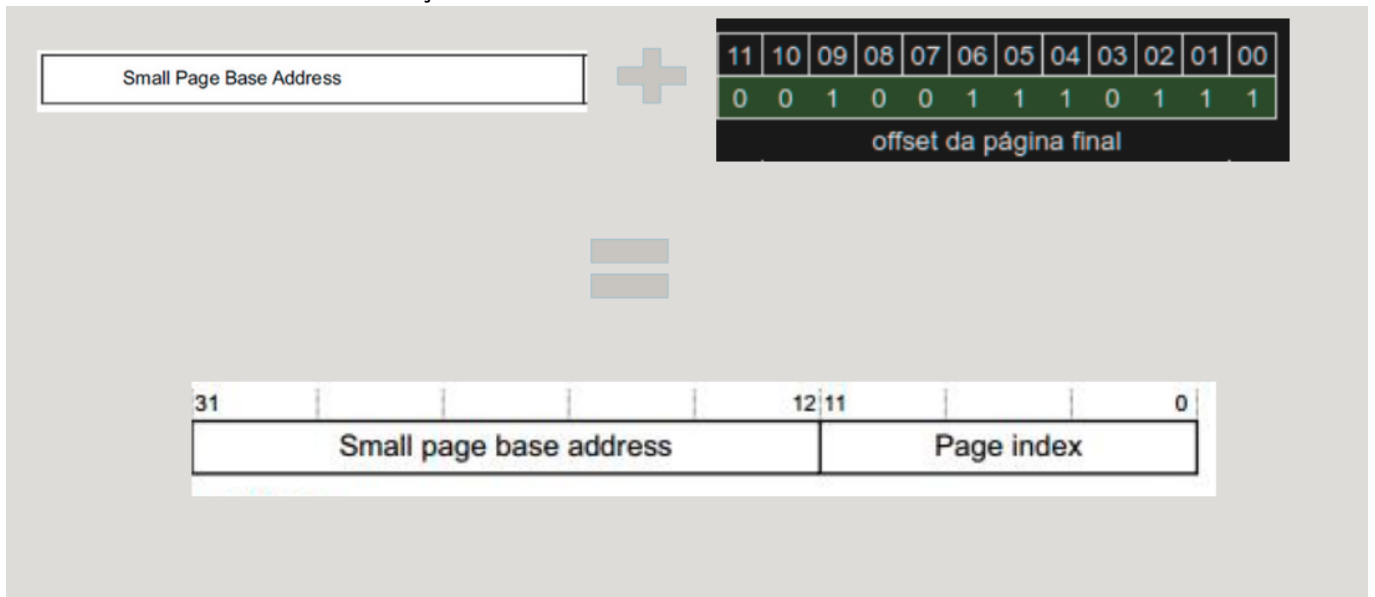 Small Page Base Address
11 10 09 08 07 06 05 04 03 02 01 00
0 0 1 0 0 1 1 1 0 1 1 1
offset da página final
31 12 11 0
Small page base address Page index